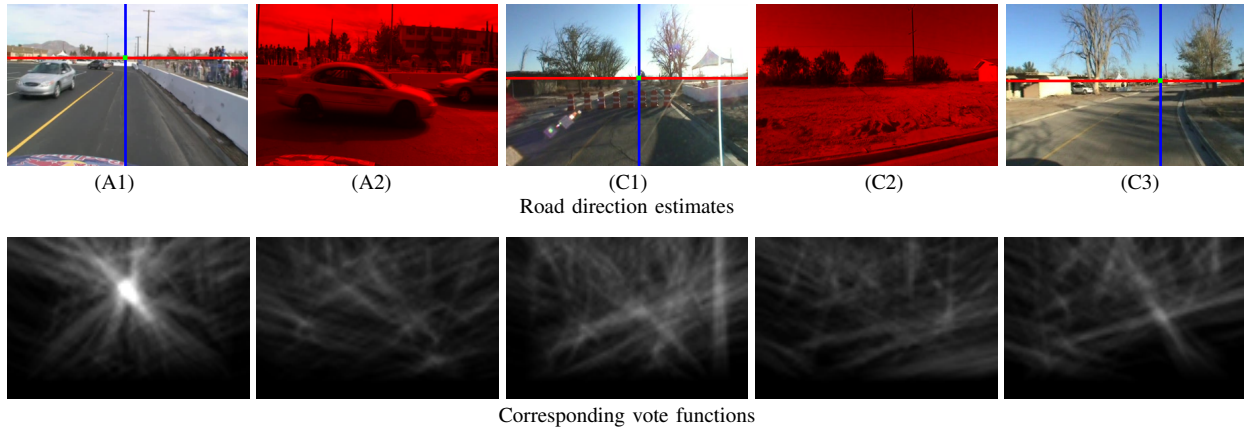 (A1) (A2) (C1) (C2) (C3)
Road direction estimates
Corresponding vote functions